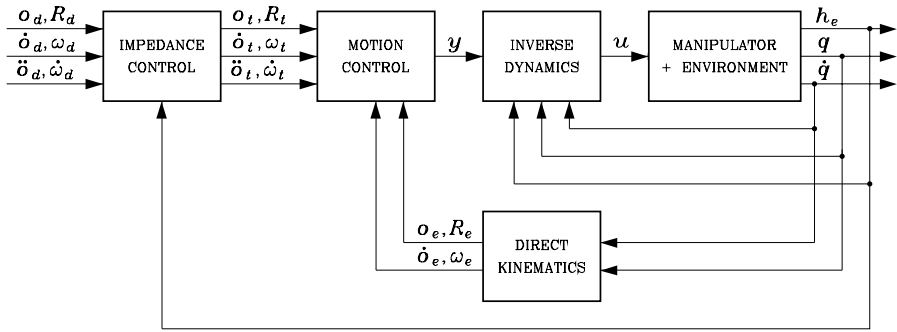 o_d, R_d
ȯ_d, ω_d
ö_d, ω̇_d
IMPEDANCE
CONTROL
o_t, R_t
ȯ_t, ω_t
ö_t, ω̇_t
MOTION
CONTROL
y
INVERSE
DYNAMICS
u
MANIPULATOR
+ ENVIRONMENT
h_e
q
q̇
o_e, R_e
ȯ_e, ω_e
DIRECT
KINEMATICS